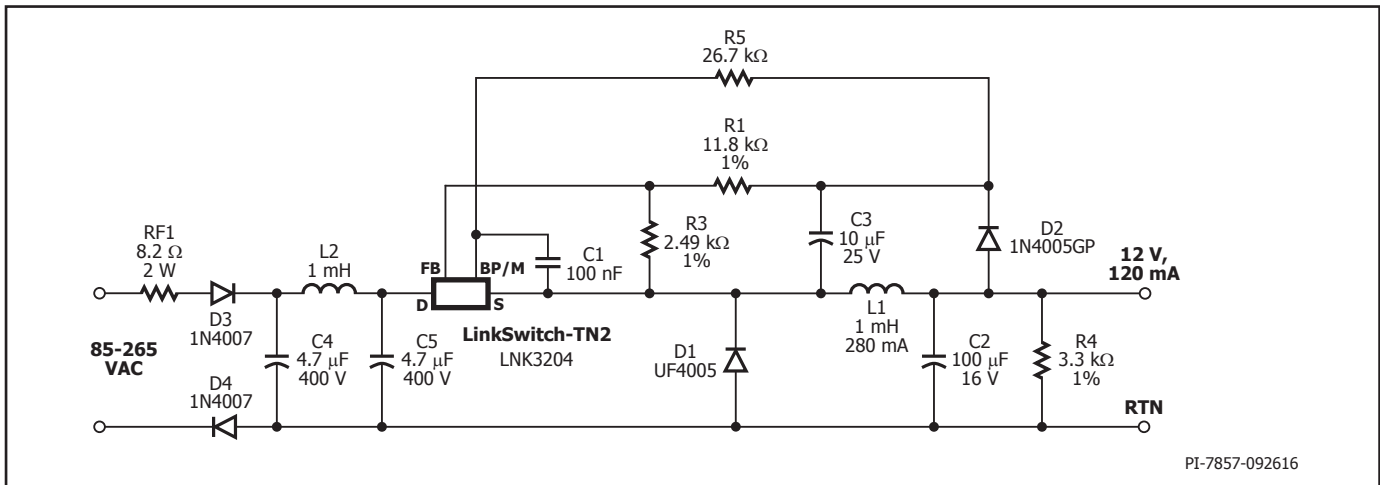 R5
26.7 kΩ
R1
11.8 kΩ
1%
RF1
8.2 Ω
2 W
L2
1 mH
FB
BP/M
D
S
C1
100 nF
R3
2.49 kΩ
1%
C3
10 μF
25 V
D2
1N4005GP
12 V,
120 mA
D3
1N4007
85-265
VAC
C4
4.7 μF
400 V
C5
4.7 μF
400 V
LinkSwitch-TN2
LNK3204
D1
UF4005
L1
1 mH
280 mA
C2
100 μF
16 V
R4
3.3 kΩ
1%
D4
1N4007
RTN
PI-7857-092616